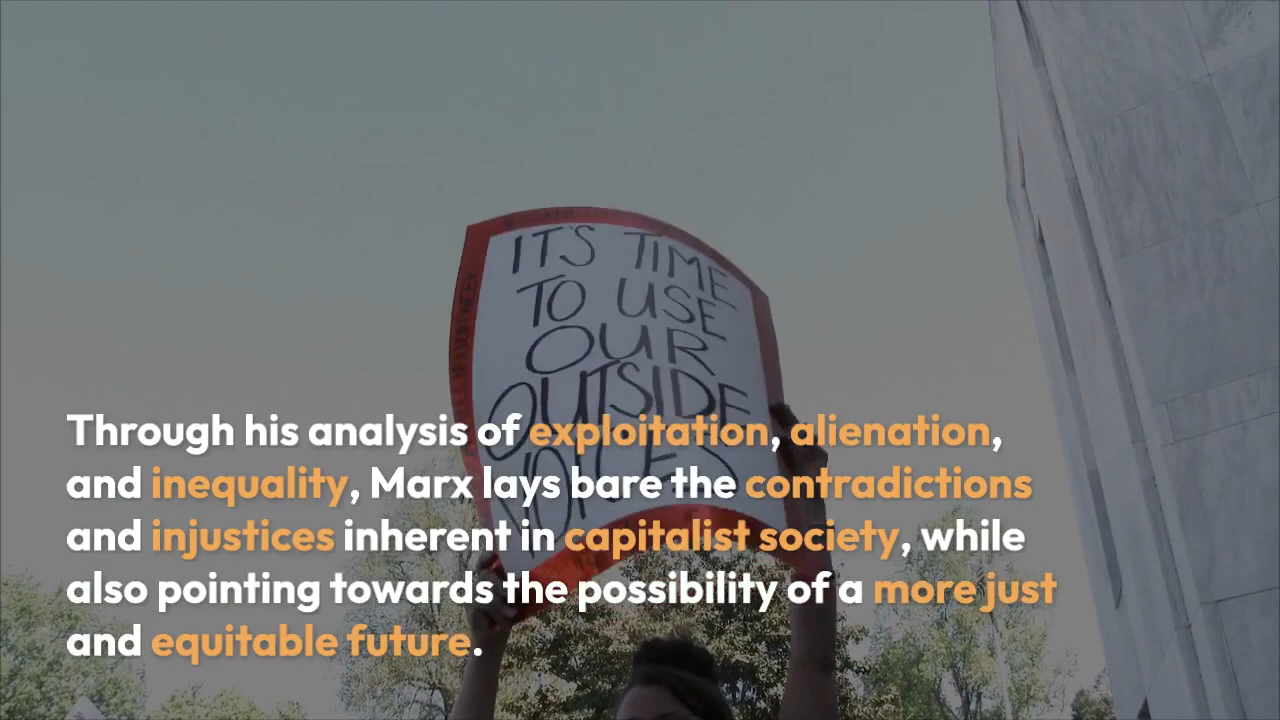 IT'S TIME
TO USE
OUR
OUTSIDE
VOICES
Through his analysis of exploitation, alienation,
and inequality, Marx lays bare the contradictions
and injustices inherent in capitalist society, while
also pointing towards the possibility of a more just
and equitable future.